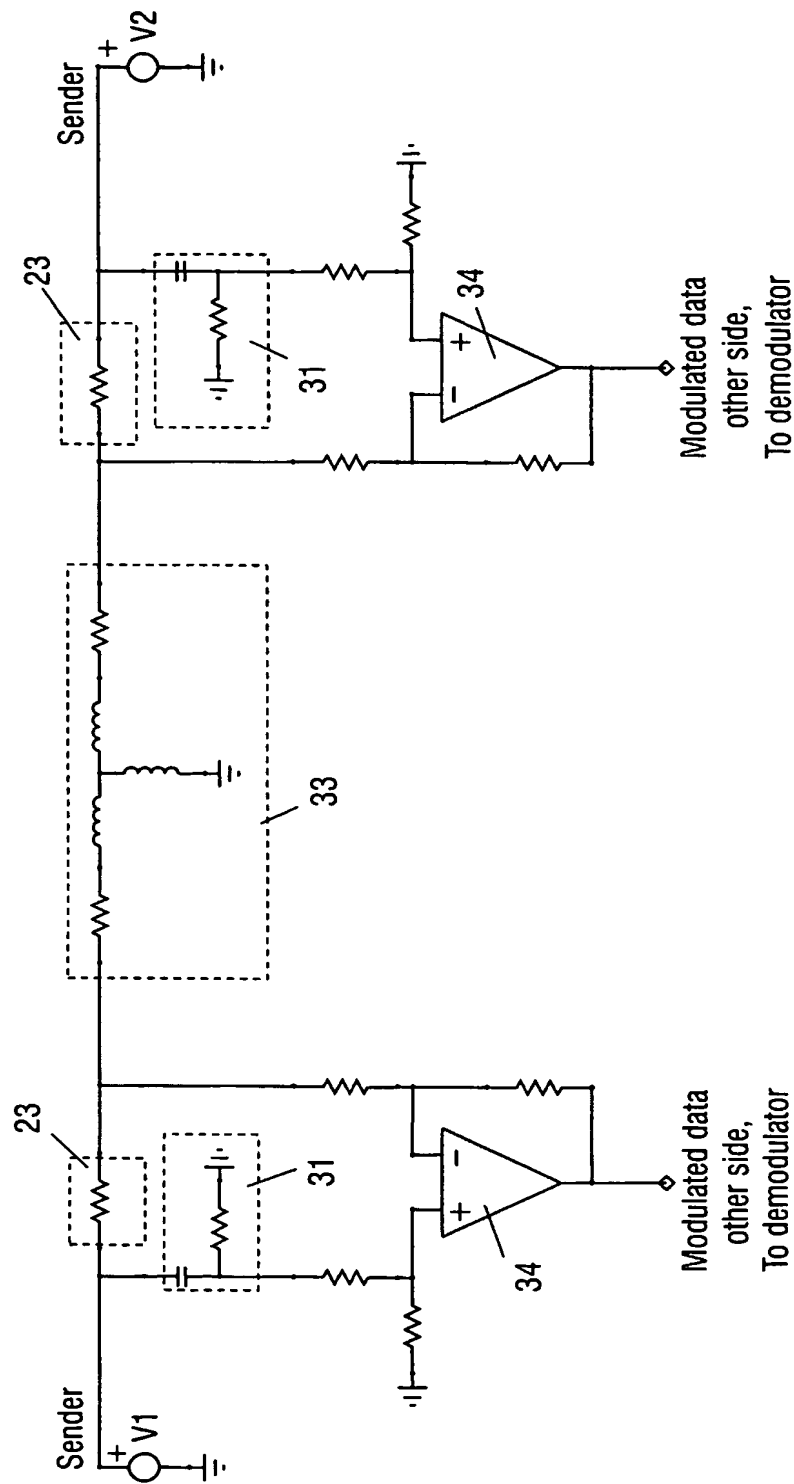 Sender
+
V1
23
31
+
−
34
Modulated data
other side,
To demodulator
33
23
31
−
+
34
Modulated data
other side,
To demodulator
Sender
+
V2